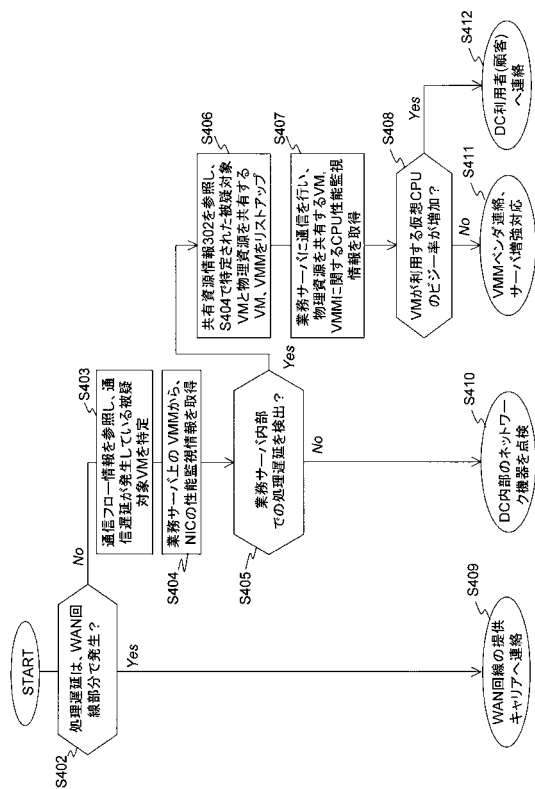 START
処理遅延は、WAN回
線部分で発生?
S402
No
Yes
通信フロー情報を参照し、通
信遅延が発生している被疑
対象VMを特定
S403
業務サーバ上の VMMから、
NICの性能監視情報を取得
S404
業務サーバ内部
での処理遅延を検出?
S405
Yes
No
共有資源情報302を参照し、
S404で特定された被疑対象
VMと物理資源を共有する
VM、VMMをリストアップ
S406
業務サーバに通信を行い、
物理資源を共有するVM、
VMMに関するCPU性能監視
情報を取得
S407
VMが利用する仮想CPU
のビジー率が増加?
S408
Yes
No
WAN回線の提供
キャリアへ連絡
S409
DC内部のネットワー
ク機器を点検
S410
VMMベンダ連絡、
サーバ増強対応
S411
DC利用者(顧客)
へ連絡
S412